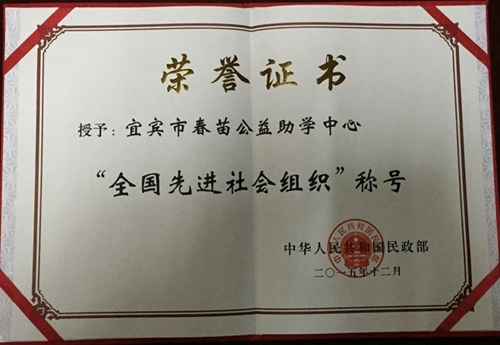 荣誉证书
授予：宜宾市春苗公益助学中心
“全国先进社会组织”称号
中华人民共和国民政部
二〇一五年十二月